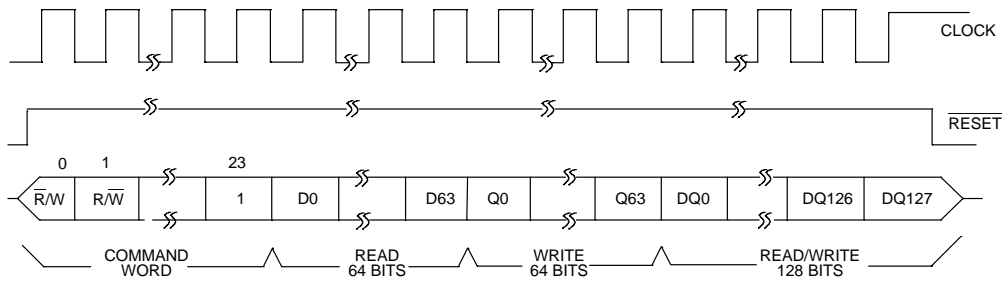 CLOCK
R̅E̅S̅E̅T̅
0 1 23
R̅/W R/W̅ 1 D0 D63 Q0 Q63 DQ0 DQ126 DQ127
COMMAND WORD
READ 64 BITS
WRITE 64 BITS
READ/WRITE 128 BITS